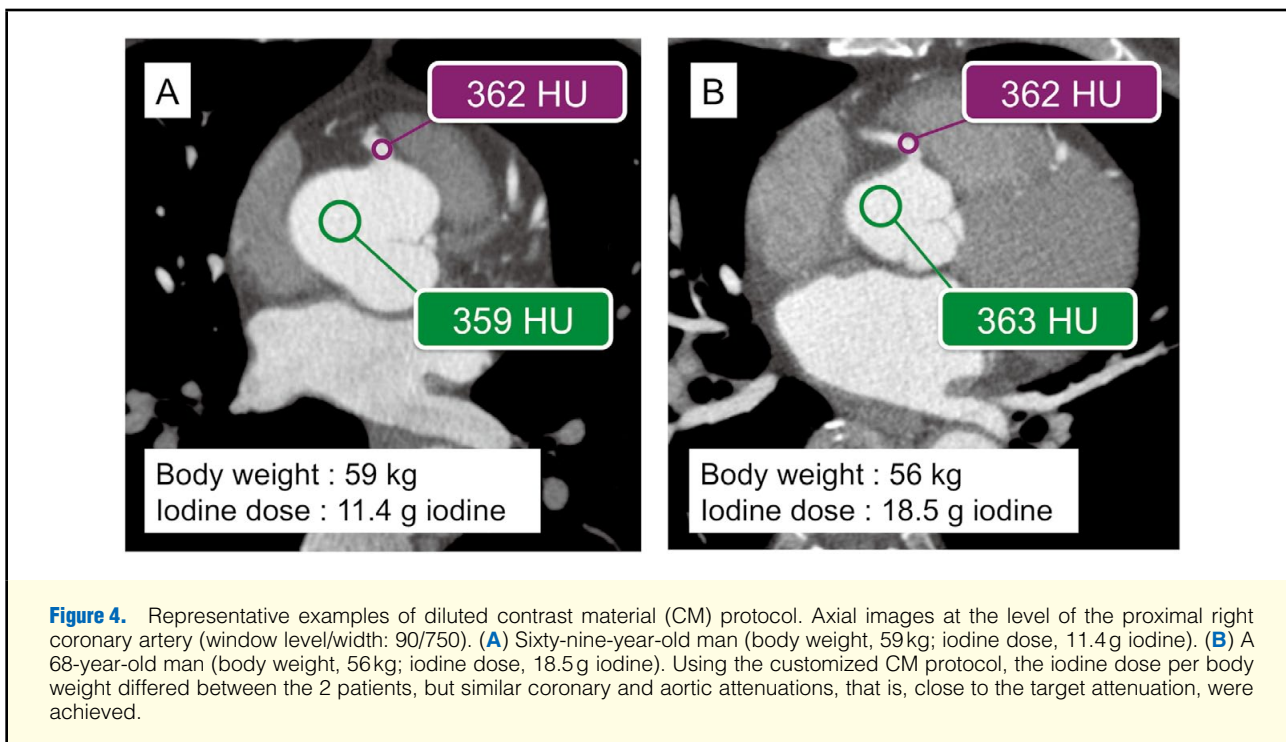 A
362 HU
359 HU
Body weight : 59 kg
Iodine dose : 11.4 g iodine
B
362 HU
363 HU
Body weight : 56 kg
Iodine dose : 18.5 g iodine
Figure 4. Representative examples of diluted contrast material (CM) protocol. Axial images at the level of the proximal right
coronary artery (window level/width: 90/750). (A) Sixty-nine-year-old man (body weight, 59 kg; iodine dose, 11.4 g iodine). (B) A
68-year-old man (body weight, 56 kg; iodine dose, 18.5 g iodine). Using the customized CM protocol, the iodine dose per body
weight differed between the 2 patients, but similar coronary and aortic attenuations, that is, close to the target attenuation, were
achieved.